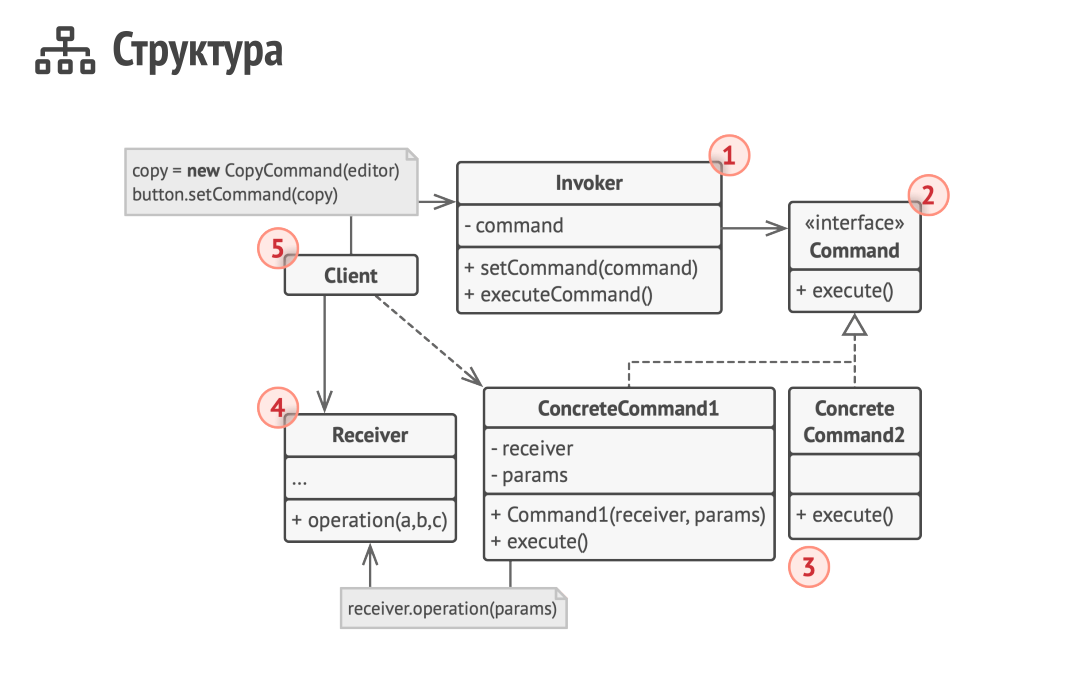 Структура
copy = new CopyCommand(editor)
button.setCommand(copy)
1
Invoker
- command
+ setCommand(command)
+ executeCommand()
2
«interface»
Command
+ execute()
5
Client
4
Receiver
...
+ operation(a,b,c)
ConcreteCommand1
- receiver
- params
+ Command1(receiver, params)
+ execute()
Concrete
Command2
+ execute()
3
receiver.operation(params)